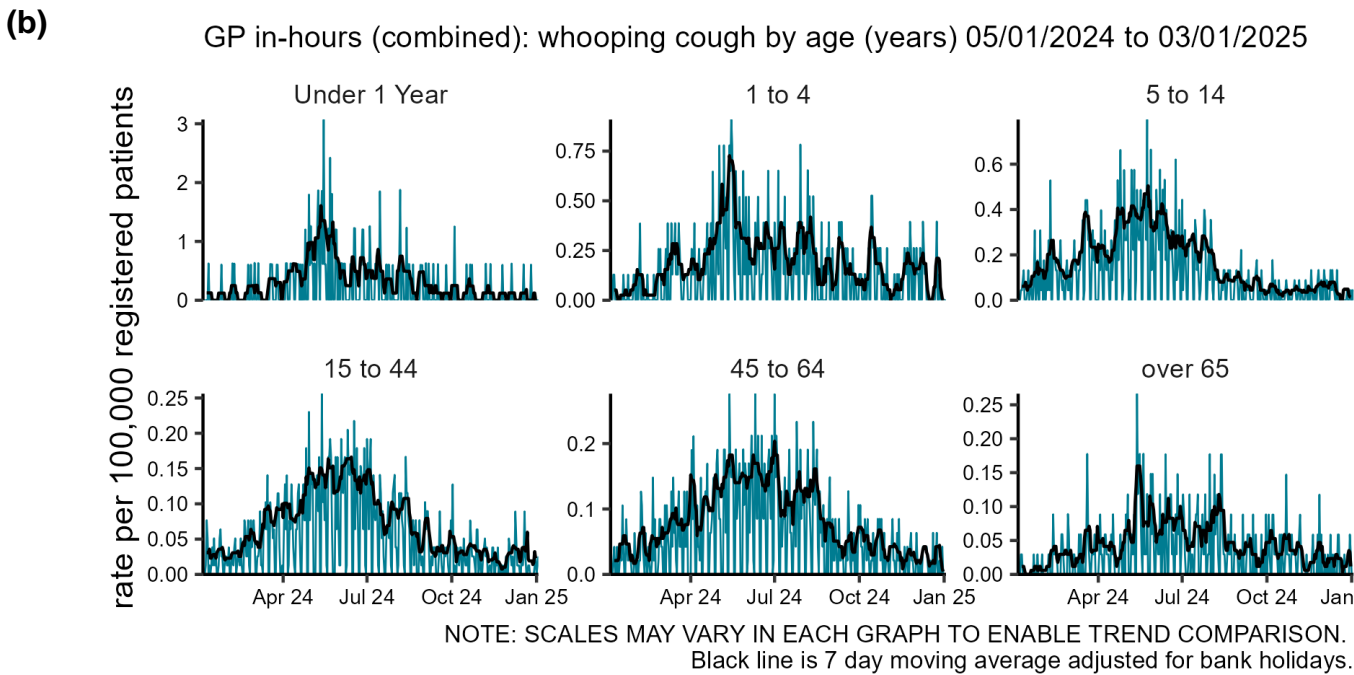 (b)
GP in-hours (combined): whooping cough by age (years) 05/01/2024 to 03/01/2025
rate per 100,000 registered patients
Under 1 Year
1 to 4
5 to 14
3
2
1
0
0.75
0.50
0.25
0.00
0.6
0.4
0.2
0.0
15 to 44
45 to 64
over 65
0.25
0.20
0.15
0.10
0.05
0.00
0.2
0.1
0.0
0.25
0.20
0.15
0.10
0.05
0.00
Apr 24 Jul 24 Oct 24 Jan 25
Apr 24 Jul 24 Oct 24 Jan 25
Apr 24 Jul 24 Oct 24 Jan
NOTE: SCALES MAY VARY IN EACH GRAPH TO ENABLE TREND COMPARISON.
Black line is 7 day moving average adjusted for bank holidays.